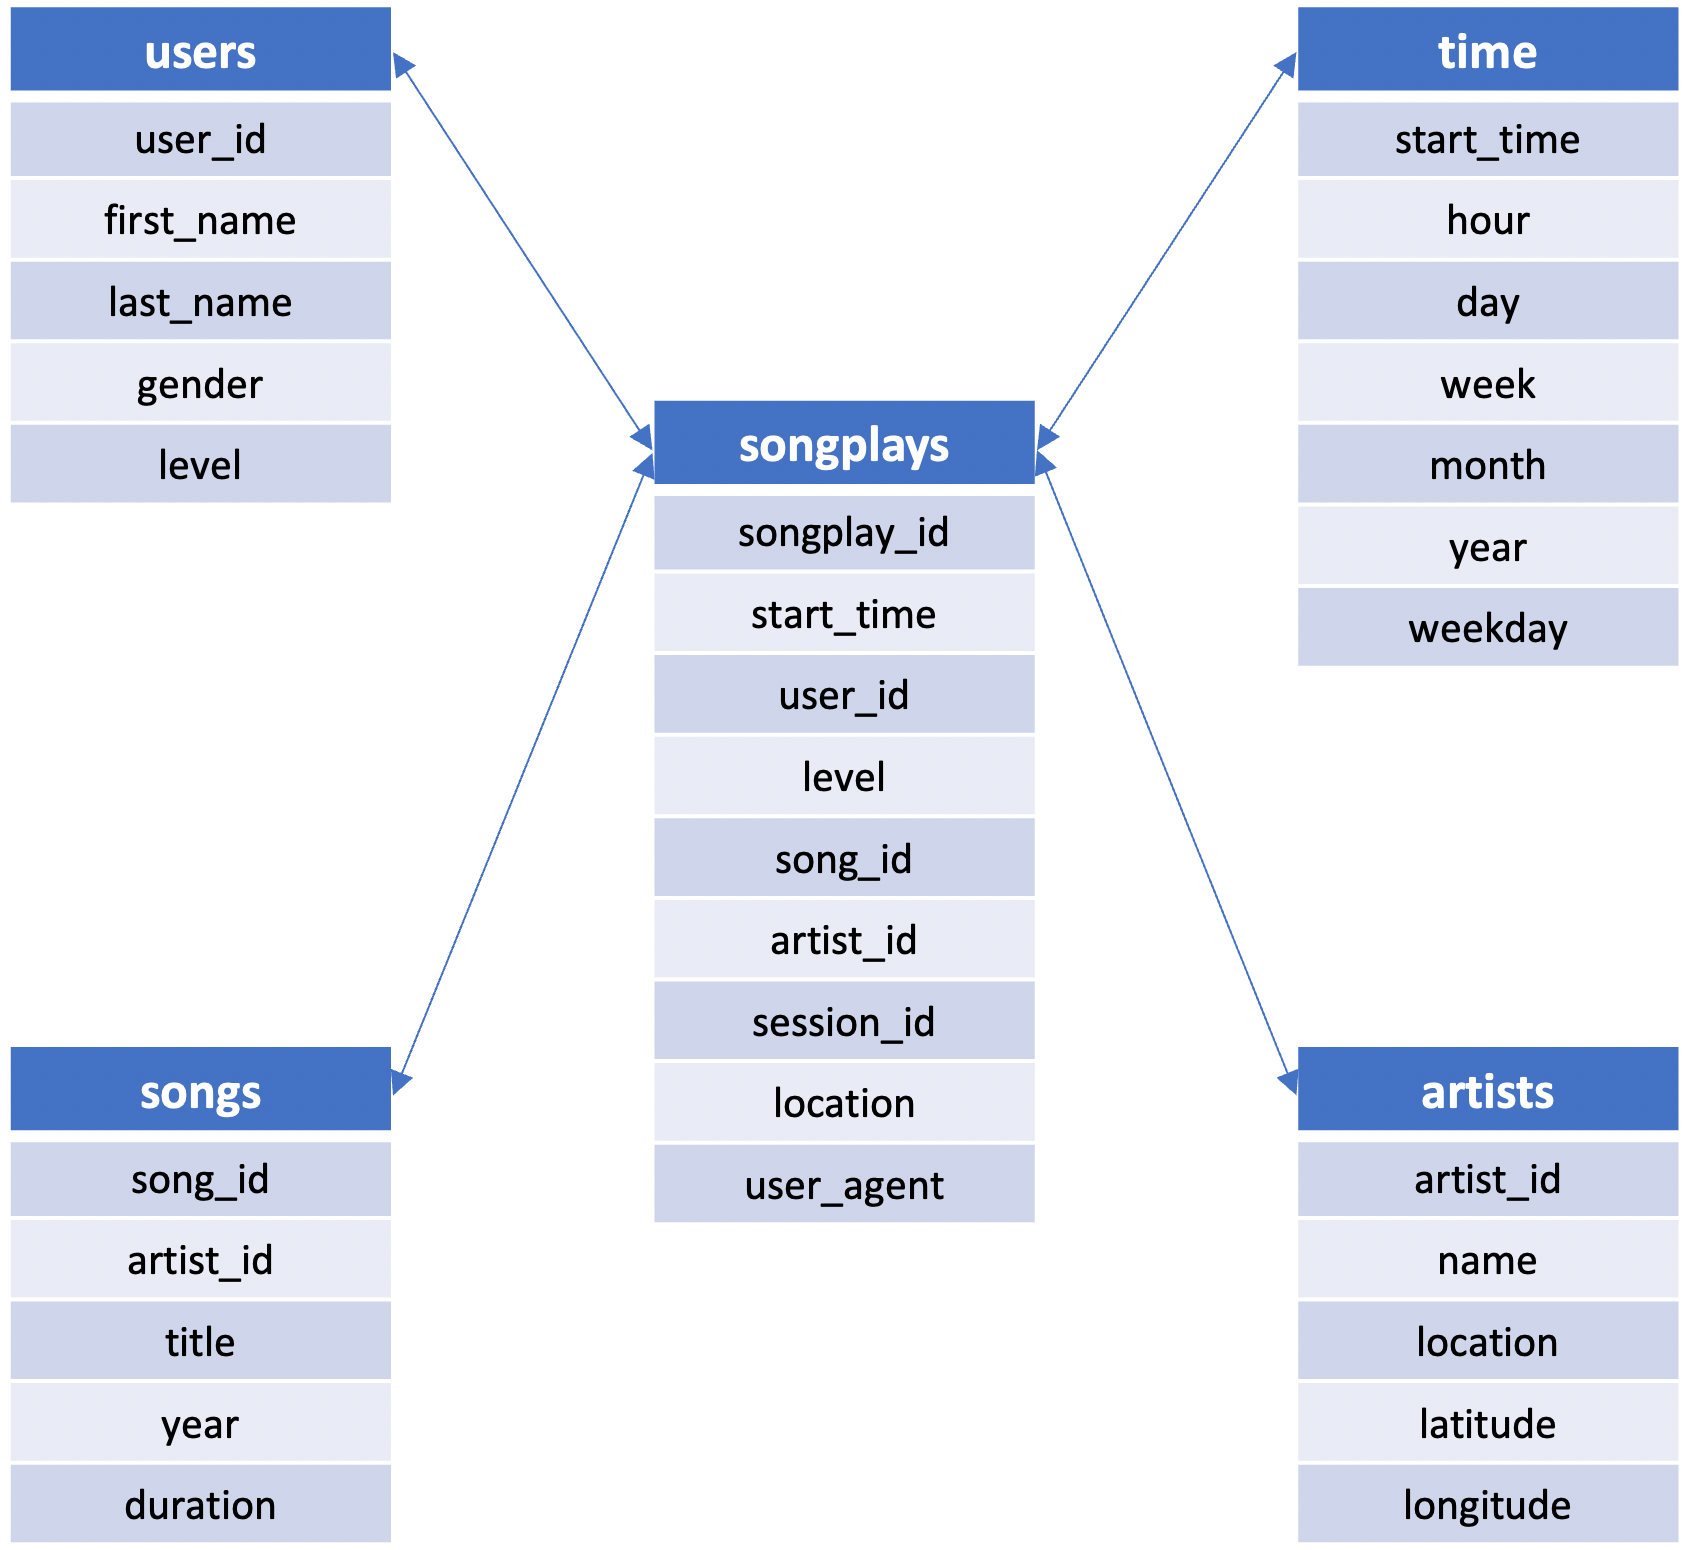 users
user_id
first_name
last_name
gender
level
time
start_time
hour
day
week
month
year
weekday
songplays
songplay_id
start_time
user_id
level
song_id
artist_id
session_id
location
user_agent
songs
song_id
artist_id
title
year
duration
artists
artist_id
name
location
latitude
longitude